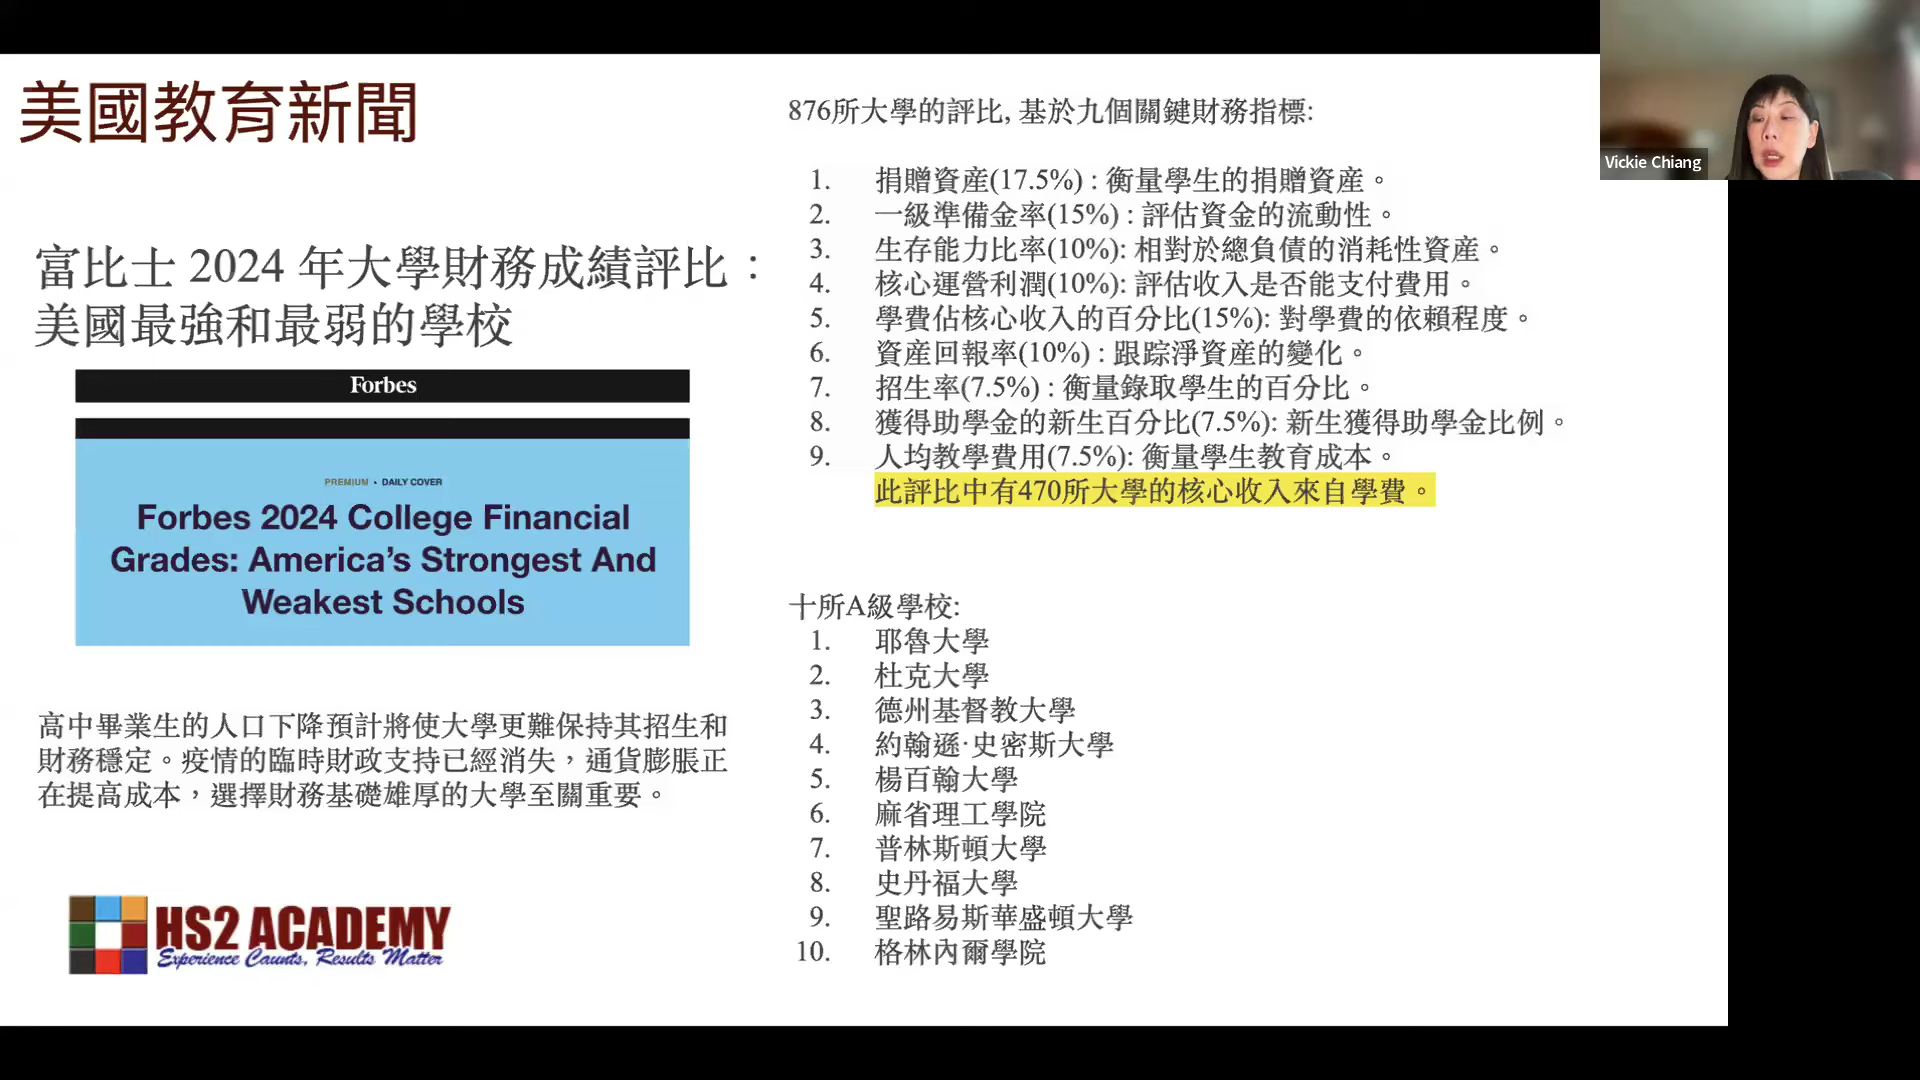 美國教育新聞
富比士 2024 年大學財務成績評比：
美國最強和最弱的學校
Forbes
PREMIUM • DAILY COVER
Forbes 2024 College Financial
Grades: America’s Strongest And
Weakest Schools
高中畢業生的人口下降預計將使大學更難保持其招生和
財務穩定。疫情的臨時財政支持已經消失，通貨膨脹正
在提高成本，選擇財務基礎雄厚的大學至關重要。
HS2 ACADEMY
Experience Counts, Results Matter
876所大學的評比, 基於九個關鍵財務指標:
1. 捐贈資産(17.5%) : 衡量學生的捐贈資産。
2. 一級準備金率(15%) : 評估資金的流動性。
3. 生存能力比率(10%): 相對於總負債的消耗性資産。
4. 核心運營利潤(10%): 評估收入是否能支付費用。
5. 學費佔核心收入的百分比(15%): 對學費的依賴程度。
6. 資産回報率(10%) : 跟踪淨資産的變化。
7. 招生率(7.5%) : 衡量錄取學生的百分比。
8. 獲得助學金的新生百分比(7.5%): 新生獲得助學金比例。
9. 人均教學費用(7.5%): 衡量學生教育成本。
此評比中有470所大學的核心收入來自學費。
十所A級學校:
1. 耶魯大學
2. 杜克大學
3. 德州基督教大學
4. 約翰遜·史密斯大學
5. 楊百翰大學
6. 麻省理工學院
7. 普林斯頓大學
8. 史丹福大學
9. 聖路易斯華盛頓大學
10. 格林內爾學院
Vickie Chiang